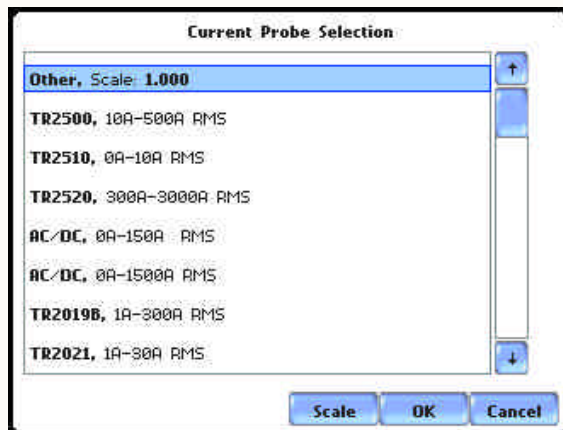 Current Probe Selection
Other, Scale: 1.000
TR2500, 10A-500A RMS
TR2510, 0A-10A RMS
TR2520, 300A-3000A RMS
AC/DC, 0A-150A RMS
AC/DC, 0A-1500A RMS
TR2019B, 1A-300A RMS
TR2021, 1A-30A RMS
Scale OK Cancel